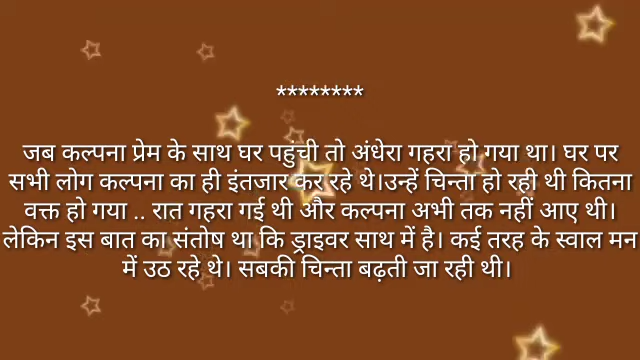 ********
जब कल्पना प्रेम के साथ घर पहुंची तो अंधेरा गहरा हो गया था। घर पर
सभी लोग कल्पना का ही इंतजार कर रहे थे।उन्हें चिन्ता हो रही थी कितना
वक्त हो गया .. रात गहरा गई थी और कल्पना अभी तक नहीं आए थी।
लेकिन इस बात का संतोष था कि ड्राइवर साथ में है। कई तरह के स्वाल मन
में उठ रहे थे। सबकी चिन्ता बढ़ती जा रही थी।